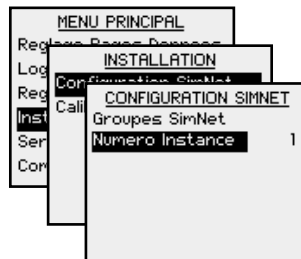 MENU PRINCIPAL
Reglage Pages Donnees
Log
Reg
Inst
Ser
Con
INSTALLATION
Configuration SimNet
Cali
CONFIGURATION SIMNET
Groupes SimNet
Numero Instance 1